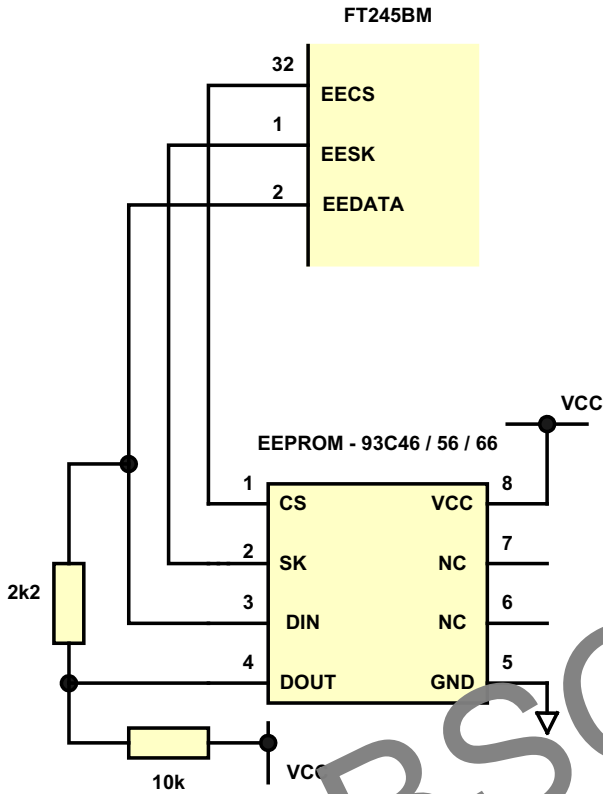 FT245BM
32
EECS
1
EESK
2
EEDATA
VCC
EEPROM - 93C46 / 56 / 66
1
CS
VCC
8
2
SK
NC
7
3
DIN
NC
6
4
DOUT
GND
5
2k2
10k
VCC